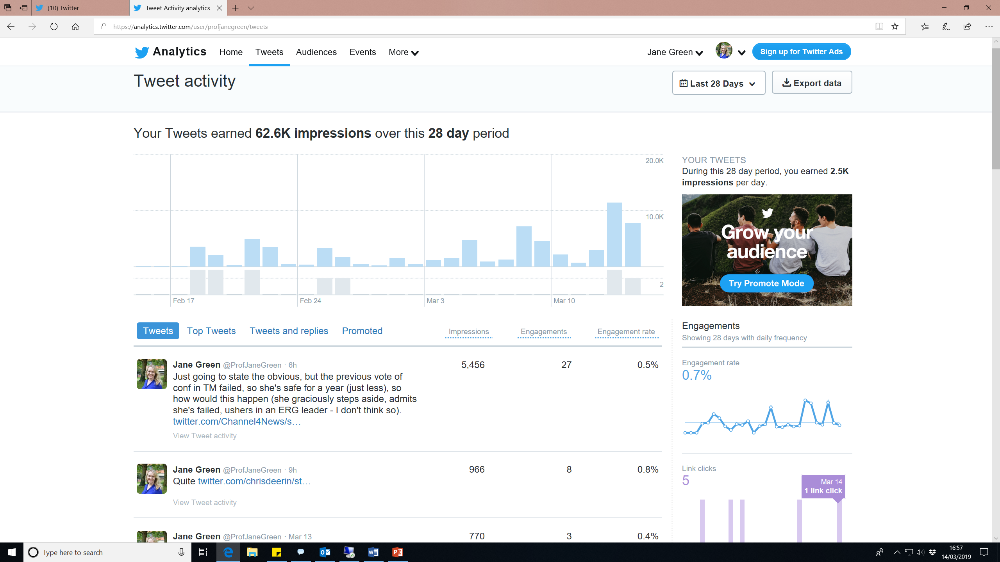 (10) Twitter
Tweet Activity analytics
https://analytics.twitter.com/user/profjanegreen/tweets
Analytics
Home
Tweets
Audiences
Events
More
Jane Green
Sign up for Twitter Ads
Tweet activity
Last 28 Days
Export data
Your Tweets earned 62.6K impressions over this 28 day period
20.0K
10.0K
2
Feb 17
Feb 24
Mar 3
Mar 10
YOUR TWEETS
During this 28 day period, you earned 2.5K
impressions per day.
Grow your
audience
Try Promote Mode
Tweets
Top Tweets
Tweets and replies
Promoted
Impressions
Engagements
Engagement rate
Jane Green @ProfJaneGreen · 6h
Just going to state the obvious, but the previous vote of
conf in TM failed, so she's safe for a year (just less), so
how would this happen (she graciously steps aside, admits
she's failed, ushers in an ERG leader - I don't think so).
twitter.com/Channel4News/s…
View Tweet activity
5,456
27
0.5%
Jane Green @ProfJaneGreen · 9h
Quite twitter.com/chrisdeerin/st…
View Tweet activity
966
8
0.8%
Jane Green @ProfJaneGreen · Mar 13
770
3
0.4%
Engagements
Showing 28 days with daily frequency
Engagement rate
0.7%
Link clicks
5
Mar 14
1 link click
Type here to search
16:57
14/03/2019